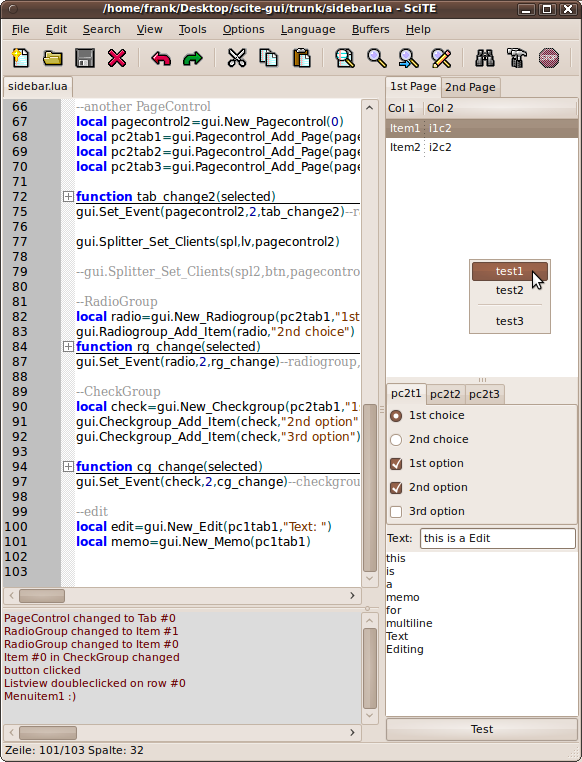 /home/frank/Desktop/scite-gui/trunk/sidebar.lua - SciTE
File Edit Search View Tools Options Language Buffers Help
sidebar.lua
66 --another PageControl
67 local pagecontrol2=gui.New_Pagecontrol(0)
68 local pc2tab1=gui.Pagecontrol_Add_Page(page
69 local pc2tab2=gui.Pagecontrol_Add_Page(page
70 local pc2tab3=gui.Pagecontrol_Add_Page(page
71
72 function tab_change2(selected)
75 gui.Set_Event(pagecontrol2,2,tab_change2)--r
76
77 gui.Splitter_Set_Clients(spl,lv,pagecontrol2)
78
79 --gui.Splitter_Set_Clients(spl2,btn,pagecontro
80
81 --RadioGroup
82 local radio=gui.New_Radiogroup(pc2tab1,"1st
83 gui.Radiogroup_Add_Item(radio,"2nd choice")
84 function rg_change(selected)
87 gui.Set_Event(radio,2,rg_change)--radiogroup,
88
89 --CheckGroup
90 local check=gui.New_Checkgroup(pc2tab1,"1
91 gui.Checkgroup_Add_Item(check,"2nd option"
92 gui.Checkgroup_Add_Item(check,"3rd option")
93
94 function cg_change(selected)
97 gui.Set_Event(check,2,cg_change)--checkgrou
98
99 --edit
100 local edit=gui.New_Edit(pc1tab1,"Text: ")
101 local memo=gui.New_Memo(pc1tab1)
102
103
PageControl changed to Tab #0
RadioGroup changed to Item #1
RadioGroup changed to Item #0
Item #0 in CheckGroup changed
button clicked
Listview doubleclicked on row #0
Menuitem1 :)
1st Page 2nd Page
Col 1 Col 2
Item1 i1c2
Item2 i2c2
test1
test2
test3
pc2t1 pc2t2 pc2t3
1st choice
2nd choice
1st option
2nd option
3rd option
Text: this is a Edit
this
is
a
memo
for
multiline
Text
Editing
Test
Zeile: 101/103 Spalte: 32